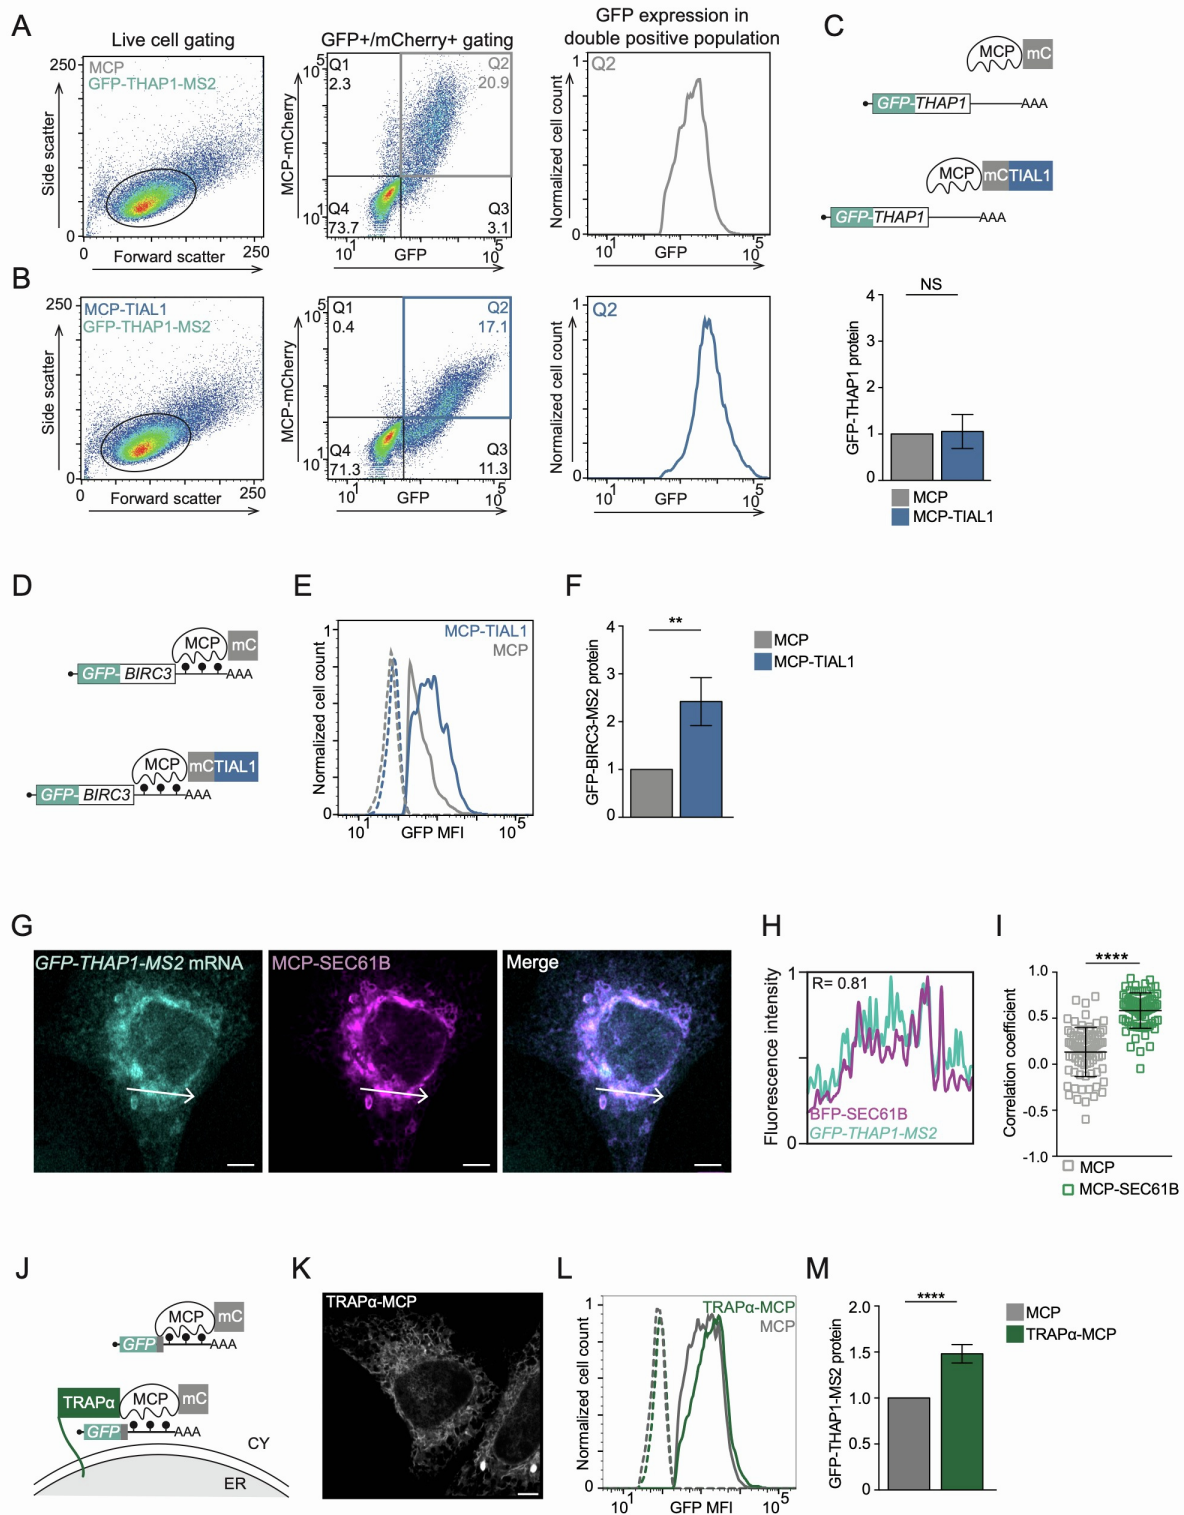 A
Live cell gating
GFP+/mCherry+ gating
GFP expression in
double positive population
250
MCP
GFP-THAP1-MS2
Side scatter
0
0
Forward scatter
250
10^5
Q1
2.3
Q2
20.9
MCP-mCherry
10^1
Q4
73.7
Q3
3.1
10^1
GFP
10^5
1
Q2
Normalized cell count
0
10^1
GFP
10^5
B
250
MCP-TIAL1
GFP-THAP1-MS2
Side scatter
0
0
Forward scatter
250
10^5
Q1
0.4
Q2
17.1
MCP-mCherry
10^1
Q4
71.3
Q3
11.3
10^1
GFP
10^5
1
Q2
Normalized cell count
0
10^1
GFP
10^5
C
MCP
mC
GFP-THAP1
AAA
MCP
mCTIAL1
GFP-THAP1
AAA
NS
4
3
2
1
0
GFP-THAP1 protein
MCP
MCP-TIAL1
D
MCP
mC
GFP-BIRC3
AAA
MCP
mCTIAL1
GFP-BIRC3
AAA
E
1
MCP-TIAL1
MCP
Normalized cell count
0
10^1
GFP MFI
10^5
F
**
4
3
2
1
0
GFP-BIRC3-MS2 protein
MCP
MCP-TIAL1
G
GFP-THAP1-MS2 mRNA
MCP-SEC61B
Merge
H
1
R= 0.81
Fluorescence intensity
BFP-SEC61B
GFP-THAP1-MS2
0
I
****
1.0
0.5
0.0
-0.5
-1.0
Correlation coefficient
MCP
MCP-SEC61B
J
MCP
mC
GFP
AAA
TRAPα
MCP
mC
GFP
AAA
CY
ER
K
TRAPα-MCP
L
1
TRAPα-MCP
MCP
Normalized cell count
0
10^1
GFP MFI
10^5
M
****
2.0
1.5
1.0
0.5
0
GFP-THAP1-MS2 protein
MCP
TRAPα-MCP